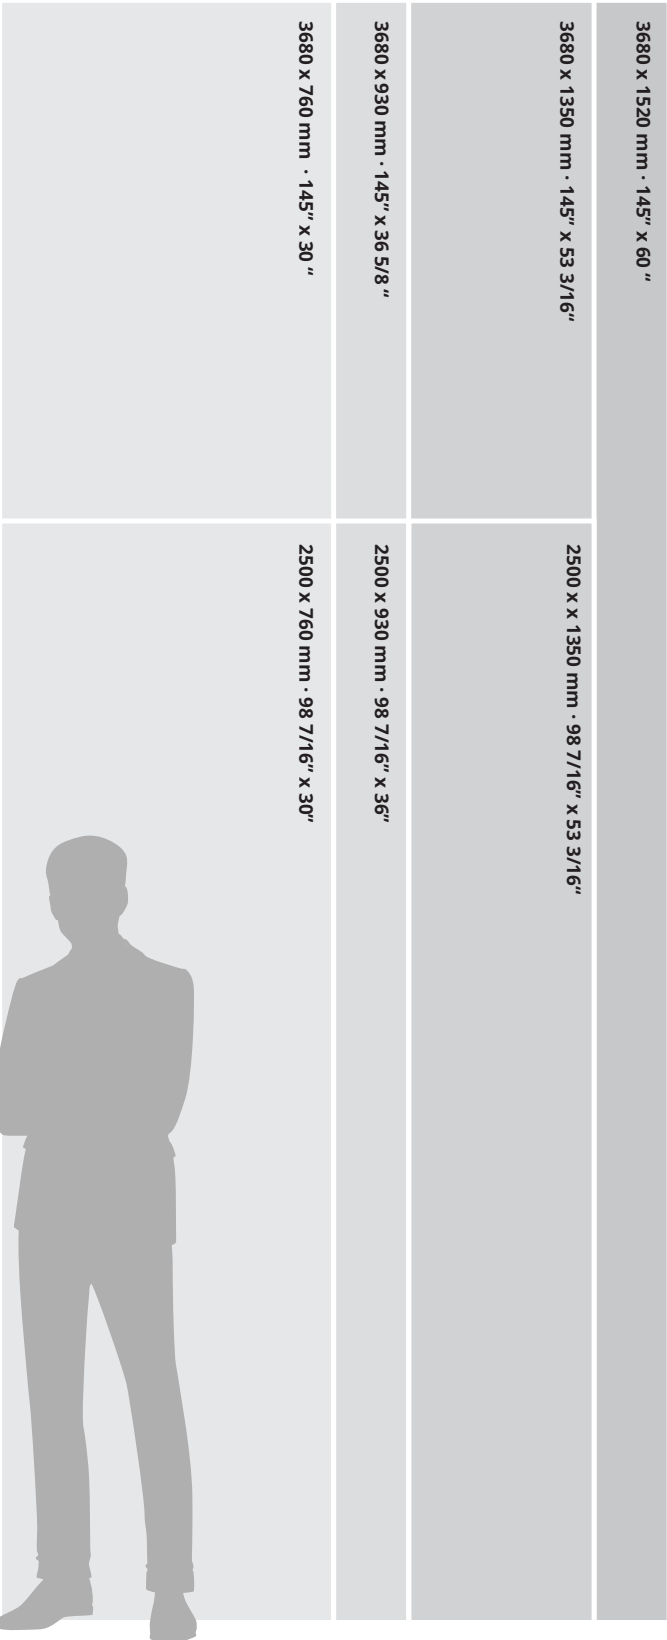 3680 x 760 mm · 145” x 30 “
3680 x 930 mm · 145” x 36 5/8 “
3680 x 1350 mm · 145” x 53 3/16“
3680 x 1520 mm · 145” x 60 “
2500 x 760 mm · 98 7/16” x 30”
2500 x 930 mm · 98 7/16” x 36”
2500 x x 1350 mm · 98 7/16” x 53 3/16“